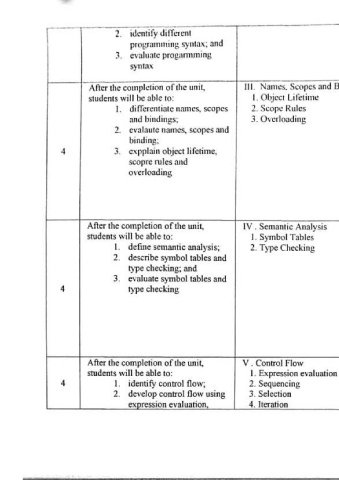 2. identify different
programming syntax; and
3. evaluate progarmming
syntax
4
After the completion of the unit,
students will be able to:
1. differentiate names, scopes
and bindings;
2. evalaute names, scopes and
binding;
3. expplain object lifetime,
scopre rules and
overloading
III. Names, Scopes and B
1. Object Lifetime
2. Scope Rules
3. Overloading
4
After the completion of the unit,
students will be able to:
1. define semantic analysis;
2. describe symbol tables and
type checking; and
3. evaluate symbol tables and
type checking
IV . Semantic Analysis
1. Symbol Tables
2. Type Checking
4
After the completion of the unit,
students will be able to:
1. identify control flow;
2. develop control flow using
expression evaluation,
V . Control Flow
1. Expression evaluation
2. Sequencing
3. Selection
4. Iteration